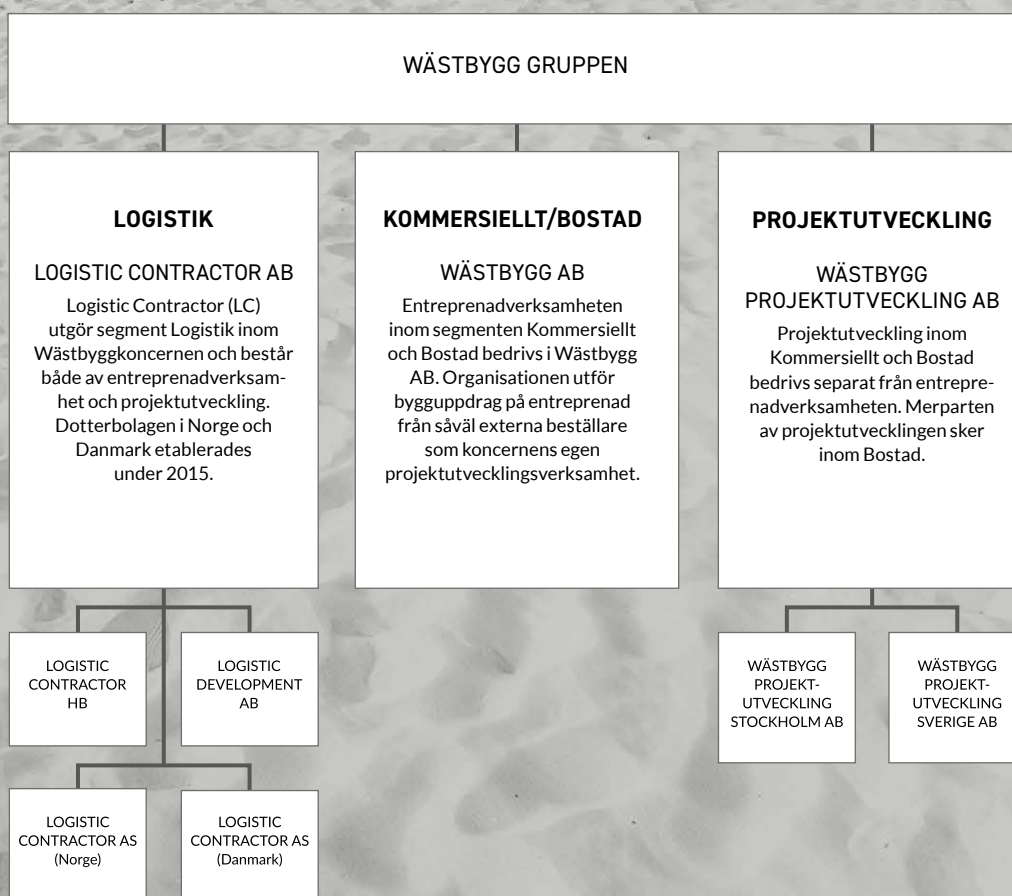 WÄSTBYGG GRUPPEN
LOGISTIK
LOGISTIC CONTRACTOR AB
Logistic Contractor (LC)
utgör segment Logistik inom
Wästbyggkoncernen och består
både av entreprenadverksam-
het och projektutveckling.
Dotterbolagen i Norge och
Danmark etablerades
under 2015.
KOMMERSIELLT/BOSTAD
WÄSTBYGG AB
Entreprenadverksamheten
inom segmenten Kommersiellt
och Bostad bedrivs i Wästbygg
AB. Organisationen utför
bygguppdrag på entreprenad
från såväl externa beställare
som koncernens egen
projektutvecklingsverksamhet.
PROJEKTUTVECKLING
WÄSTBYGG
PROJEKTUTVECKLING AB
Projektutveckling inom
Kommersiellt och Bostad
bedrivs separat från entrepre-
nadverksamheten. Merparten
av projektutvecklingen sker
inom Bostad.
LOGISTIC
CONTRACTOR
HB
LOGISTIC
DEVELOPMENT
AB
WÄSTBYGG
PROJEKT-
UTVECKLING
STOCKHOLM AB
WÄSTBYGG
PROJEKT-
UTVECKLING
SVERIGE AB
LOGISTIC
CONTRACTOR AS
(Norge)
LOGISTIC
CONTRACTOR AS
(Danmark)